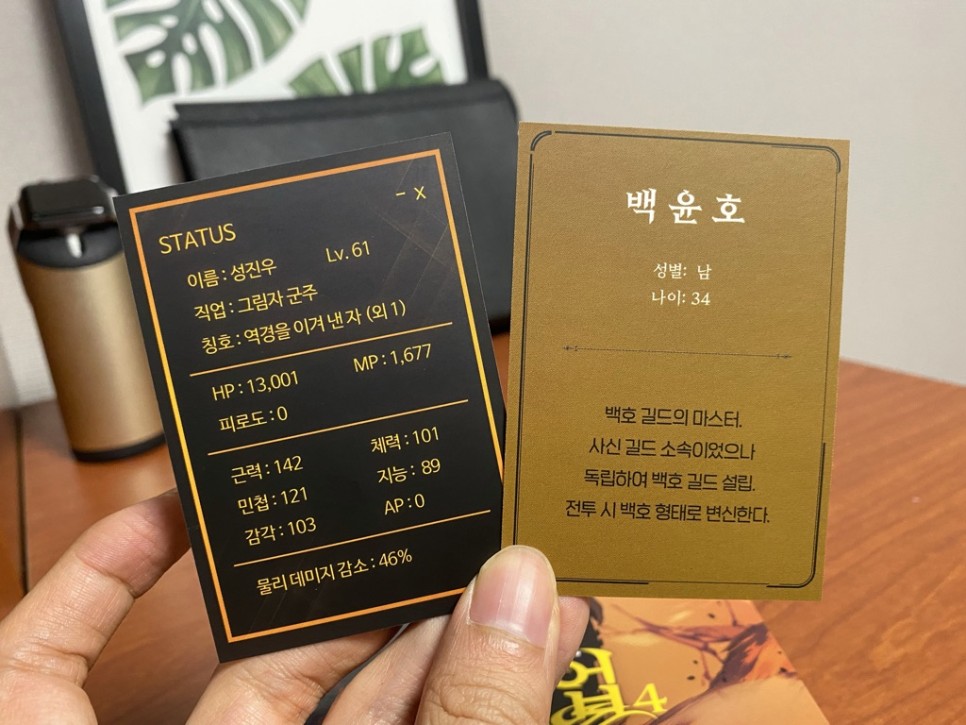 - x
STATUS
이름 : 성진우 Lv. 61
직업 : 그림자 군주
칭호 : 역경을 이겨 낸 자 (외 1)
HP : 13,001 MP : 1,677
피로도 : 0
근력 : 142 체력 : 101
민첩 : 121 지능 : 89
감각 : 103 AP : 0
물리 데미지 감소 : 46%
백윤호
성별: 남
나이: 34
백호 길드의 마스터.
사신 길드 소속이었으나
독립하여 백호 길드 설립.
전투 시 백호 형태로 변신한다.
4